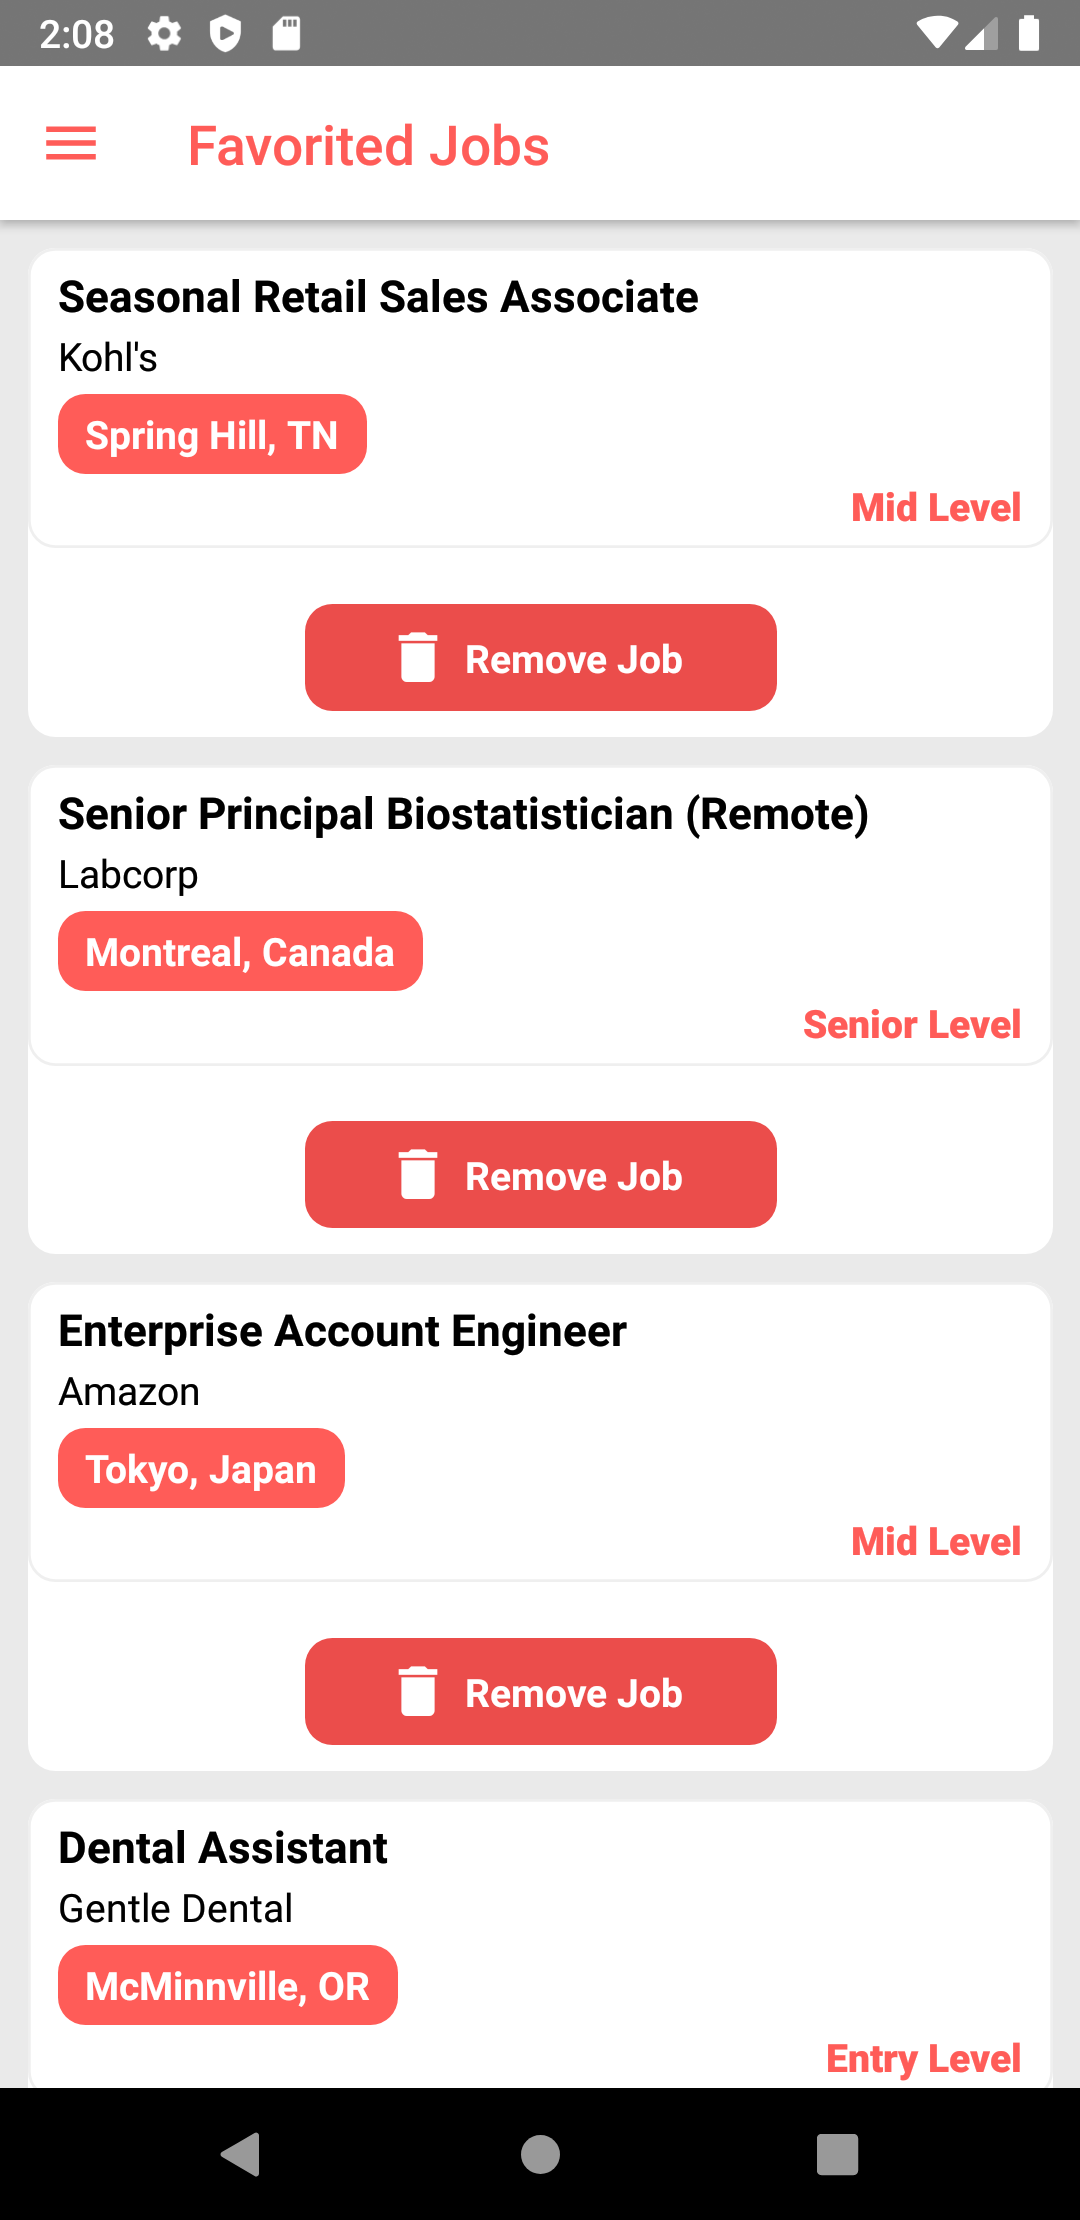 2:08
Favorited Jobs
Seasonal Retail Sales Associate
Kohl's
Spring Hill, TN
Mid Level
Remove Job
Senior Principal Biostatistician (Remote)
Labcorp
Montreal, Canada
Senior Level
Remove Job
Enterprise Account Engineer
Amazon
Tokyo, Japan
Mid Level
Remove Job
Dental Assistant
Gentle Dental
McMinnville, OR
Entry Level